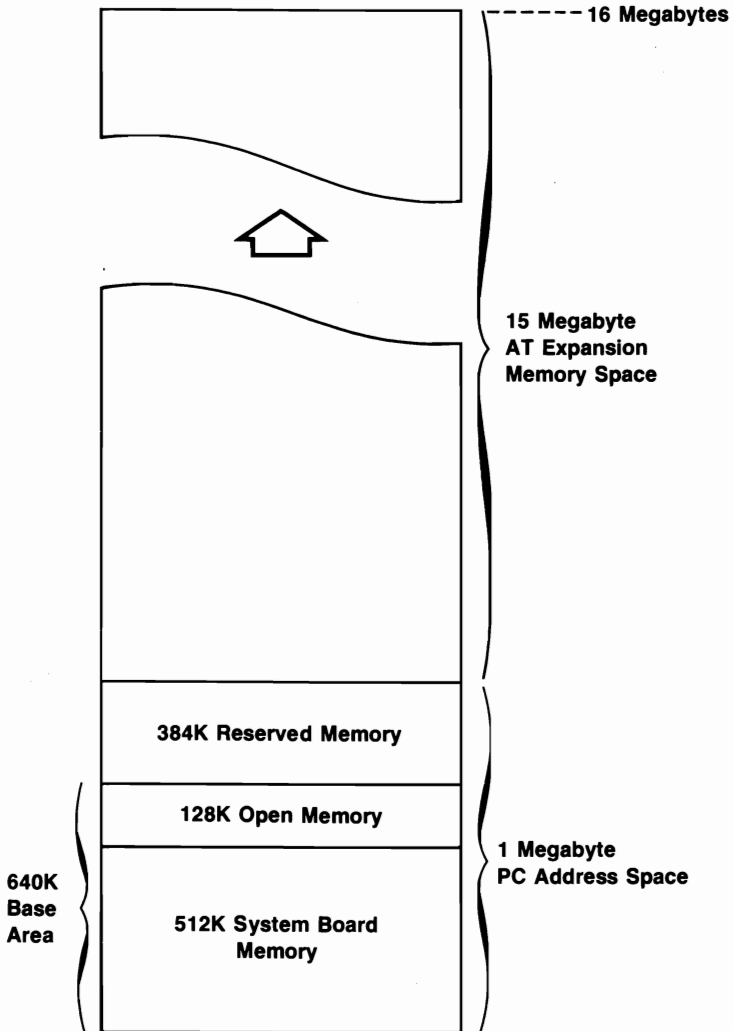 16 Megabytes
15 Megabyte
AT Expansion
Memory Space
384K Reserved Memory
128K Open Memory
1 Megabyte
PC Address Space
640K
Base
Area
512K System Board
Memory